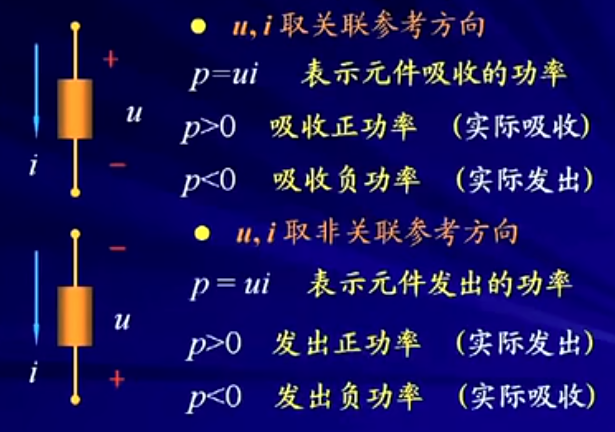 +
u
i
−
u, i 取关联参考方向
p=ui 表示元件吸收的功率
p>0 吸收正功率 (实际吸收)
p<0 吸收负功率 (实际发出)
−
u
i
+
u, i 取非关联参考方向
p = ui 表示元件发出的功率
p>0 发出正功率 (实际发出)
p<0 发出负功率 (实际吸收)